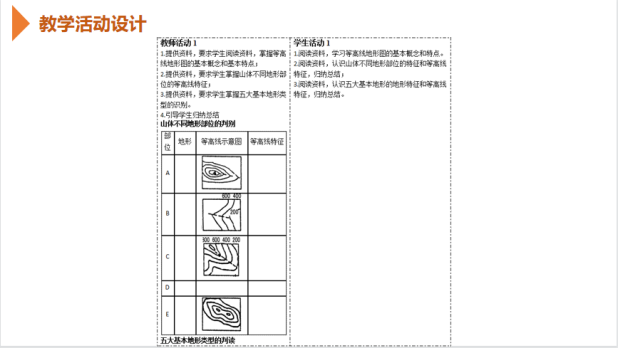 教学活动设计
教师活动 1
1.提供资料，要求学生阅读资料，掌握等高
线地形图的基本概念和基本特点；
2.提供资料，要求学生掌握山体不同地形部
位的等高线特征；
3.提供资料，要求学生掌握五大基本地形类
型的识别。
4.引导学生归纳总结
山体不同地形部位的判别
部位 地形 等高线示意图 等高线特征
A
600 400
B 200
800 600 400 200
C
D
E
五大基本地形类型的判读
学生活动 1
1.阅读资料，学习等高线地形图的基本概念和特点。
2.阅读资料，认识山体不同地形部位的特征和等高线
特征，归纳总结；
3.阅读资料，认识五大基本地形的地形特征和等高线
特征，归纳总结。